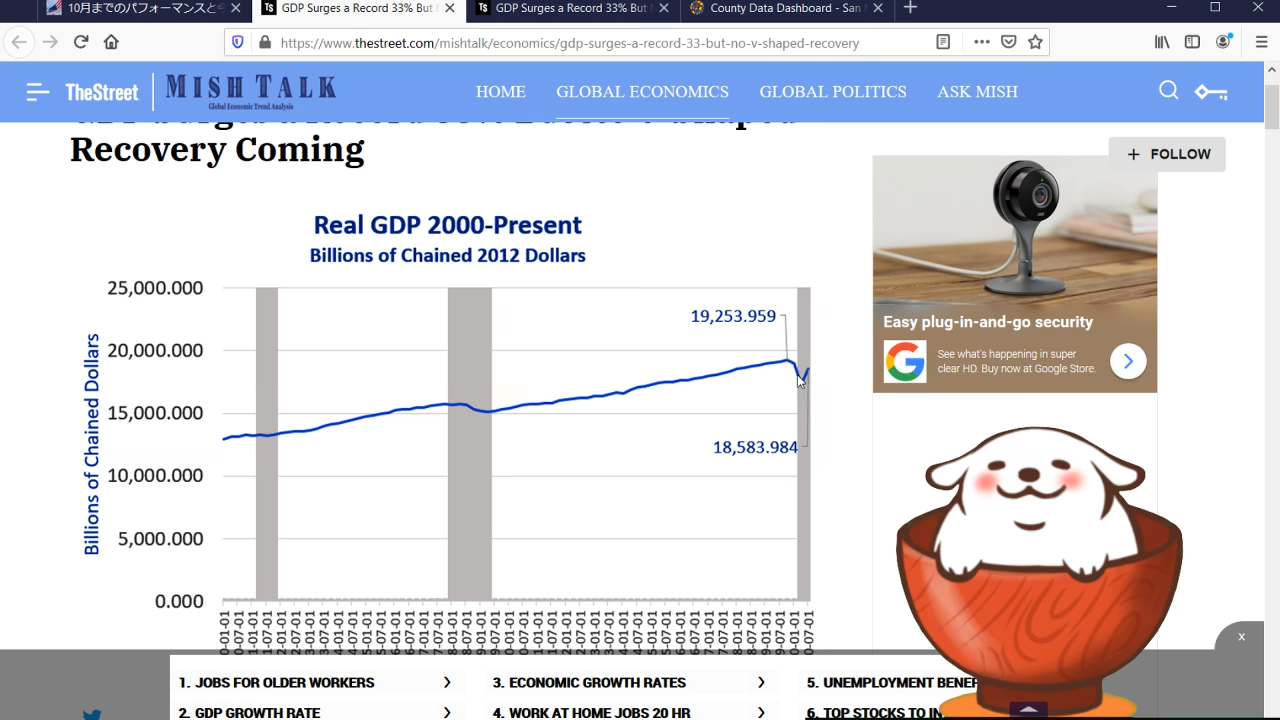 10月までのパフォーマンスと
GDP Surges a Record 33% But
GDP Surges a Record 33% But
County Data Dashboard - San
https://www.thestreet.com/mishtalk/economics/gdp-surges-a-record-33-but-no-v-shaped-recovery
TheStreet
MISH TALK
Global Economic Trend Analysis
HOME
GLOBAL ECONOMICS
GLOBAL POLITICS
ASK MISH
Recovery Coming
+ FOLLOW
Real GDP 2000-Present
Billions of Chained 2012 Dollars
Billions of Chained Dollars
25,000.000
20,000.000
15,000.000
10,000.000
5,000.000
0.000
19,253.959
18,583.984
Easy plug-in-and-go security
See what's happening in super
clear HD. Buy now at Google Store.
x
1. JOBS FOR OLDER WORKERS
3. ECONOMIC GROWTH RATES
5. UNEMPLOYMENT
2. GDP GROWTH RATE
4. WORK AT HOME JOBS 20 HR
6. TOP STOCKS TO